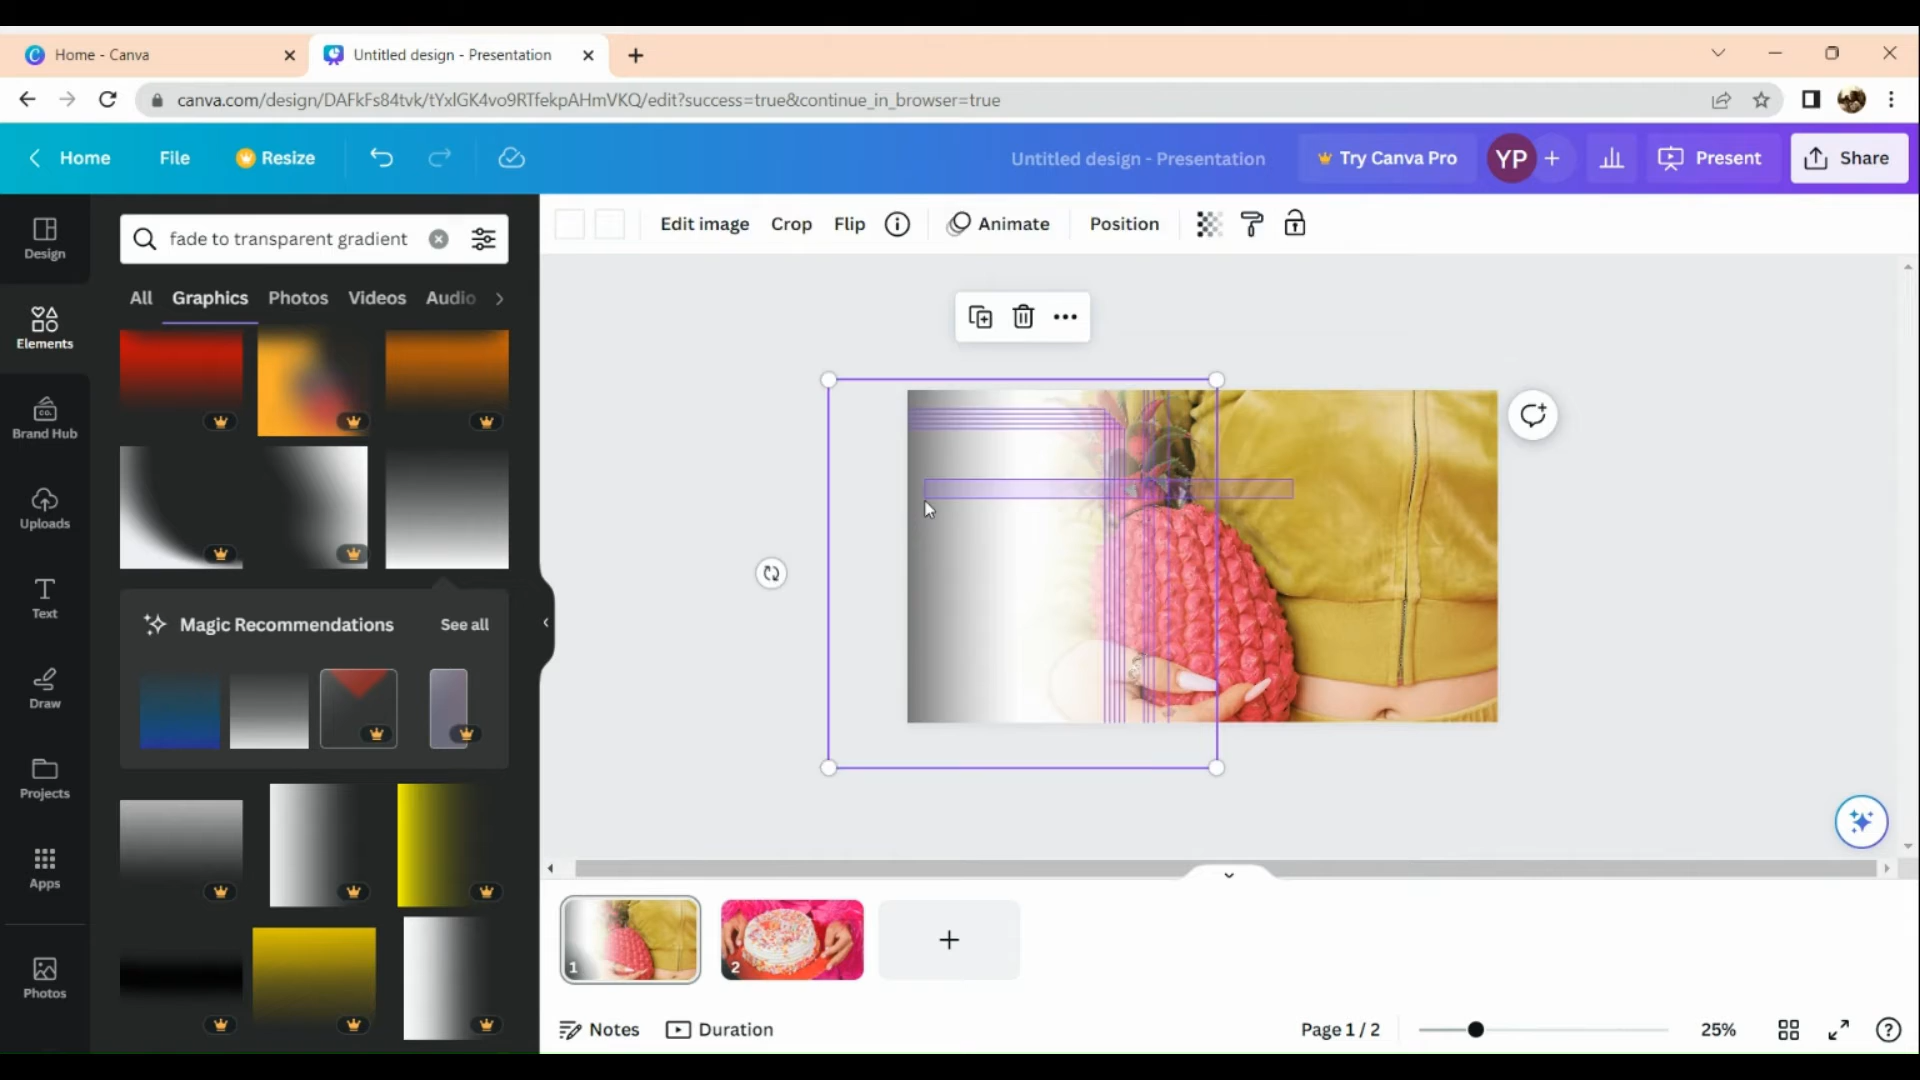 Home - Canva
Untitled design - Presentation
canva.com/design/DAFkFs84tvk/tYxlGK4vo9RTfekpAHmVKQ/edit?success=true&continue_in_browser=true
Home
File
Resize
Untitled design - Presentation
Try Canva Pro
YP
Present
Share
Design
Elements
Brand Hub
CO.
Uploads
Text
Draw
Projects
Apps
Photos
fade to transparent gradient
All
Graphics
Photos
Videos
Audio
Magic Recommendations
See all
Edit image
Crop
Flip
Animate
Position
1
2
Notes
Duration
Page 1 / 2
25%